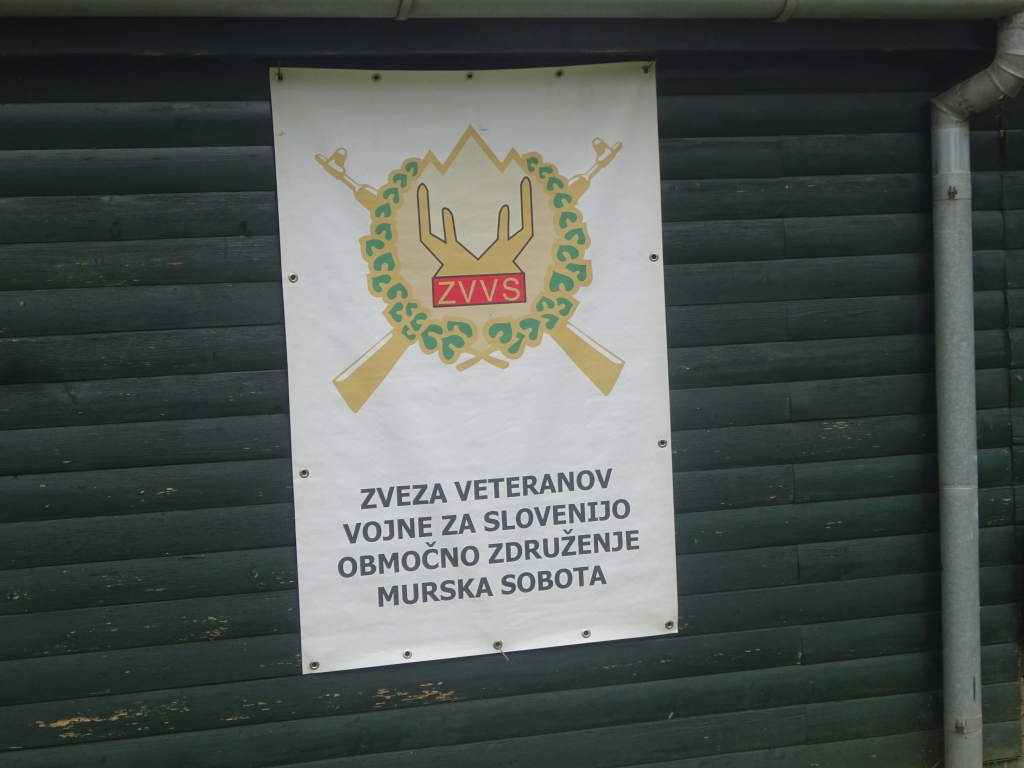 ZVVS
ZVEZA VETERANOV
VOJNE ZA SLOVENIJO
OBMOČNO ZDRUŽENJE
MURSKA SOBOTA